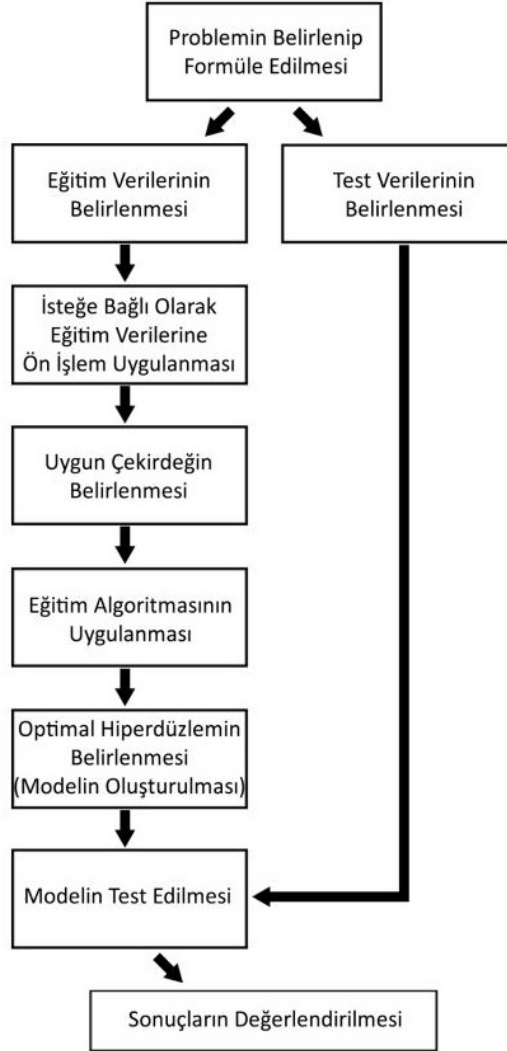 Problemin Belirlenip
Formüle Edilmesi
Eğitim Verilerinin
Belirlenmesi
Test Verilerinin
Belirlenmesi
İsteğe Bağlı Olarak
Eğitim Verilerine
Ön İşlem Uygulanması
Uygun Çekirdeğin
Belirlenmesi
Eğitim Algoritmasının
Uygulanması
Optimal Hiperdüzlemin
Belirlenmesi
(Modelin Oluşturulması)
Modelin Test Edilmesi
Sonuçların Değerlendirilmesi